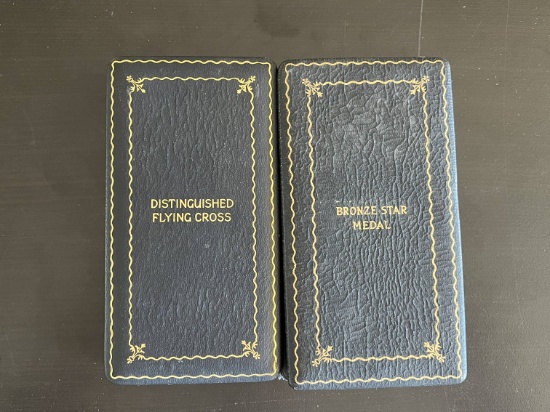 DISTINGUISHED
FLYING CROSS
BRONZE STAR
MEDAL